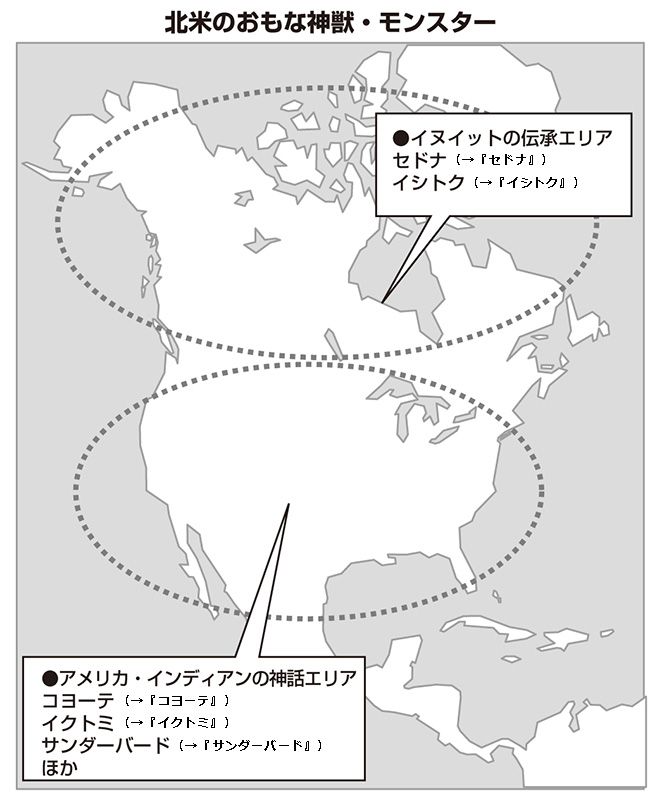 北米のおもな神獣・モンスター
●イヌイットの伝承エリア
セドナ（→『セドナ』）
イシトク（→『イシトク』）
●アメリカ・インディアンの神話エリア
コヨーテ（→『コヨーテ』）
イクトミ（→『イクトミ』）
サンダーバード（→『サンダーバード』）
ほか